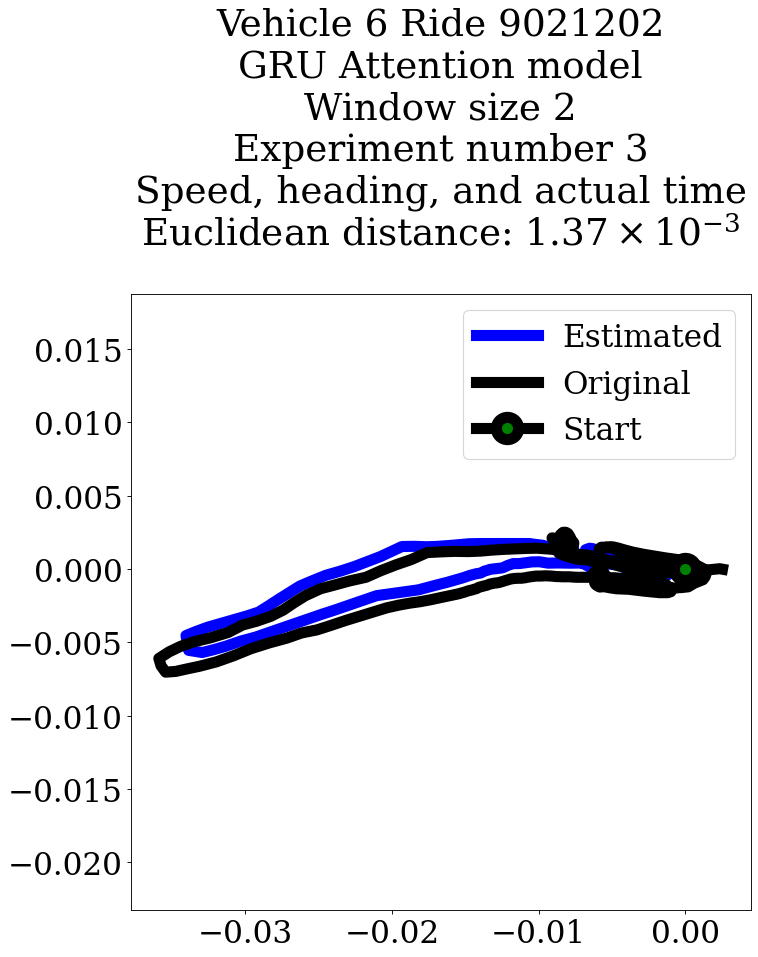 Vehicle 6 Ride 9021202
GRU Attention model
Window size 2
Experiment number 3
Speed, heading, and actual time
Euclidean distance: 1.37 × 10⁻³
Estimated
Original
Start
0.015
0.010
0.005
0.000
−0.005
−0.010
−0.015
−0.020
−0.03 −0.02 −0.01 0.00